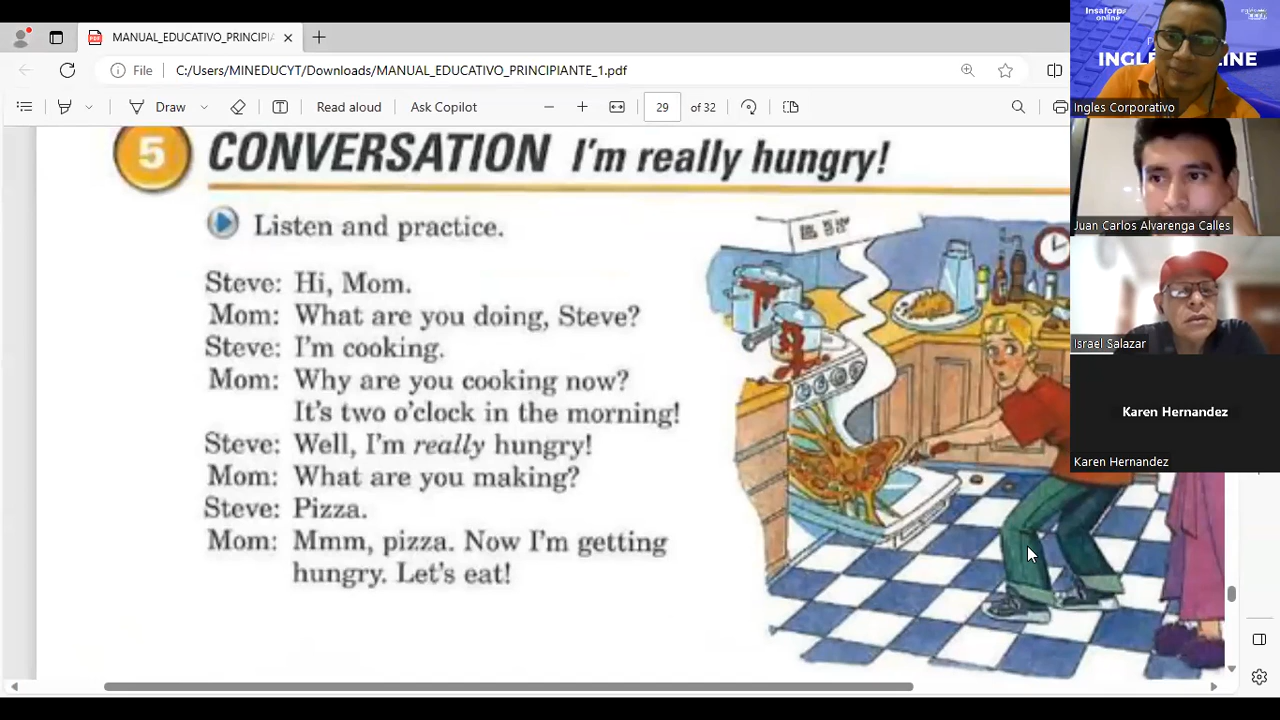 MANUAL_EDUCATIVO_PRINCIPIA
File
C:/Users/MINEDUCYT/Downloads/MANUAL_EDUCATIVO_PRINCIPIANTE_1.pdf
Draw
Read aloud
Ask Copilot
29 of 32
5 CONVERSATION I'm really hungry!
Listen and practice.
Steve: Hi, Mom.
Mom: What are you doing, Steve?
Steve: I'm cooking.
Mom: Why are you cooking now?
It's two o'clock in the morning!
Steve: Well, I'm really hungry!
Mom: What are you making?
Steve: Pizza.
Mom: Mmm, pizza. Now I'm getting
hungry. Let's eat!
Insaforp
online
Ingles Corporativo
Juan Carlos Alvarenga Calles
Israel Salazar
Karen Hernandez
Karen Hernandez